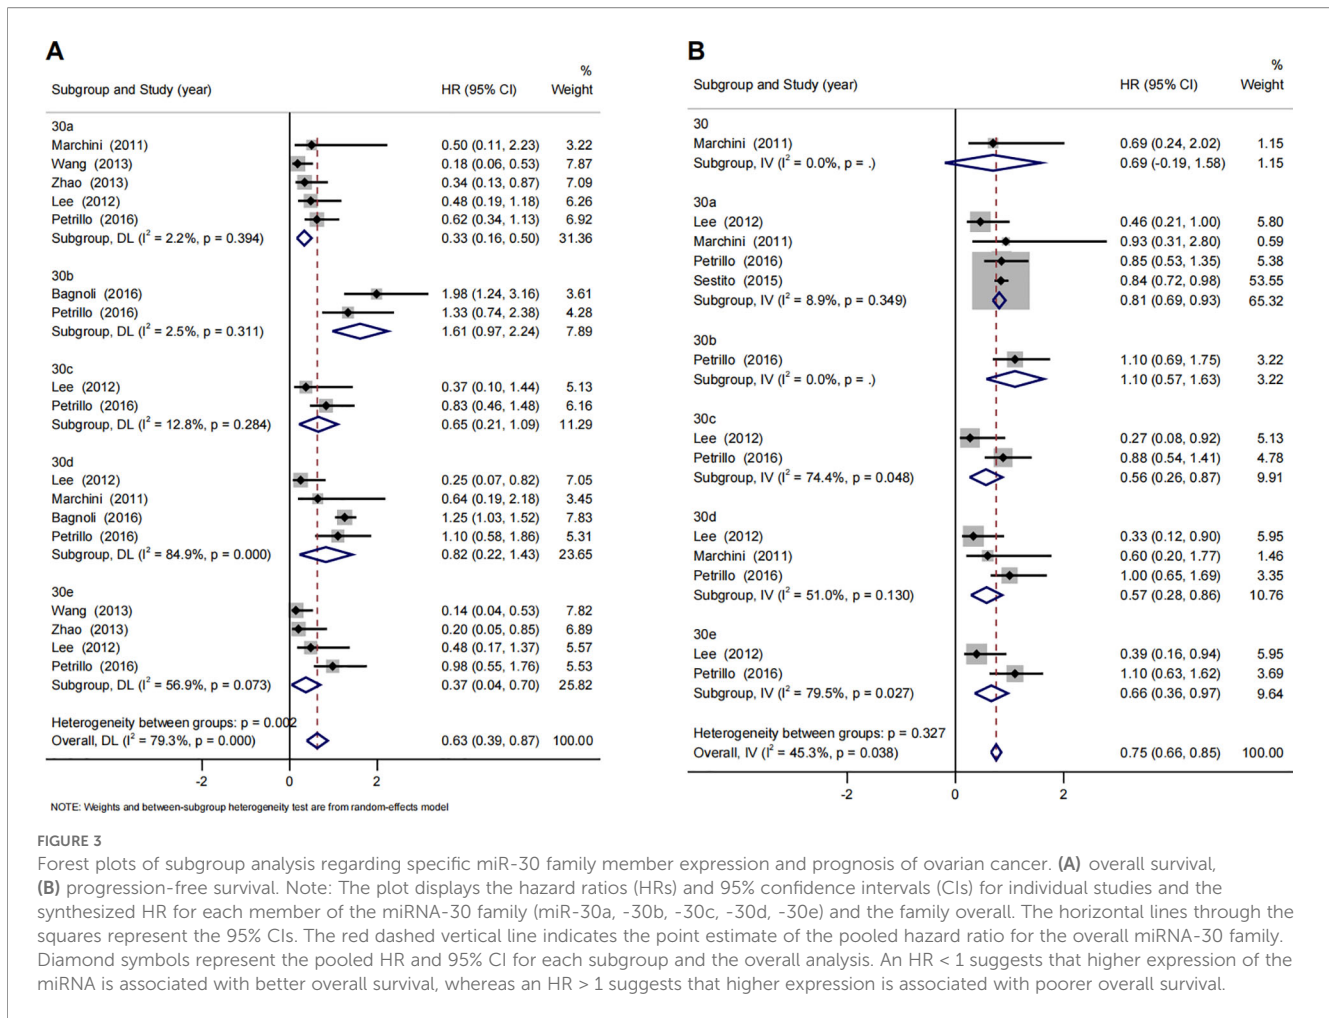 A
Subgroup and Study (year) HR (95% CI) % Weight
30a
Marchini (2011) 0.50 (0.11, 2.23) 3.22
Wang (2013) 0.18 (0.06, 0.53) 7.87
Zhao (2013) 0.34 (0.13, 0.87) 7.09
Lee (2012) 0.48 (0.19, 1.18) 6.26
Petrillo (2016) 0.62 (0.34, 1.13) 6.92
Subgroup, DL (I² = 2.2%, p = 0.394) 0.33 (0.16, 0.50) 31.36
30b
Bagnoli (2016) 1.98 (1.24, 3.16) 3.61
Petrillo (2016) 1.33 (0.74, 2.38) 4.28
Subgroup, DL (I² = 2.5%, p = 0.311) 1.61 (0.97, 2.24) 7.89
30c
Lee (2012) 0.37 (0.10, 1.44) 5.13
Petrillo (2016) 0.83 (0.46, 1.48) 6.16
Subgroup, DL (I² = 12.8%, p = 0.284) 0.65 (0.21, 1.09) 11.29
30d
Lee (2012) 0.25 (0.07, 0.82) 7.05
Marchini (2011) 0.64 (0.19, 2.18) 3.45
Bagnoli (2016) 1.25 (1.03, 1.52) 7.83
Petrillo (2016) 1.10 (0.58, 1.86) 5.31
Subgroup, DL (I² = 84.9%, p = 0.000) 0.82 (0.22, 1.43) 23.65
30e
Wang (2013) 0.14 (0.04, 0.53) 7.82
Zhao (2013) 0.20 (0.05, 0.85) 6.89
Lee (2012) 0.48 (0.17, 1.37) 5.57
Petrillo (2016) 0.98 (0.55, 1.76) 5.53
Subgroup, DL (I² = 56.9%, p = 0.073) 0.37 (0.04, 0.70) 25.82
Heterogeneity between groups: p = 0.002
Overall, DL (I² = 79.3%, p = 0.000) 0.63 (0.39, 0.87) 100.00
-2 0 2
NOTE: Weights and between-subgroup heterogeneity test are from random-effects model
B
Subgroup and Study (year) HR (95% CI) % Weight
30
Marchini (2011) 0.69 (0.24, 2.02) 1.15
Subgroup, IV (I² = 0.0%, p = .) 0.69 (-0.19, 1.58) 1.15
30a
Lee (2012) 0.46 (0.21, 1.00) 5.80
Marchini (2011) 0.93 (0.31, 2.80) 0.59
Petrillo (2016) 0.85 (0.53, 1.35) 5.38
Sestito (2015) 0.84 (0.72, 0.98) 53.55
Subgroup, IV (I² = 8.9%, p = 0.349) 0.81 (0.69, 0.93) 65.32
30b
Petrillo (2016) 1.10 (0.69, 1.75) 3.22
Subgroup, IV (I² = 0.0%, p = .) 1.10 (0.57, 1.63) 3.22
30c
Lee (2012) 0.27 (0.08, 0.92) 5.13
Petrillo (2016) 0.88 (0.54, 1.41) 4.78
Subgroup, IV (I² = 74.4%, p = 0.048) 0.56 (0.26, 0.87) 9.91
30d
Lee (2012) 0.33 (0.12, 0.90) 5.95
Marchini (2011) 0.60 (0.20, 1.77) 1.46
Petrillo (2016) 1.00 (0.65, 1.69) 3.35
Subgroup, IV (I² = 51.0%, p = 0.130) 0.57 (0.28, 0.86) 10.76
30e
Lee (2012) 0.39 (0.16, 0.94) 5.95
Petrillo (2016) 1.10 (0.63, 1.62) 3.69
Subgroup, IV (I² = 79.5%, p = 0.027) 0.66 (0.36, 0.97) 9.64
Heterogeneity between groups: p = 0.327
Overall, IV (I² = 45.3%, p = 0.038) 0.75 (0.66, 0.85) 100.00
-2 0 2
FIGURE 3
Forest plots of subgroup analysis regarding specific miR-30 family member expression and prognosis of ovarian cancer. (A) overall survival,
(B) progression-free survival. Note: The plot displays the hazard ratios (HRs) and 95% confidence intervals (CIs) for individual studies and the
synthesized HR for each member of the miRNA-30 family (miR-30a, -30b, -30c, -30d, -30e) and the family overall. The horizontal lines through the
squares represent the 95% CIs. The red dashed vertical line indicates the point estimate of the pooled hazard ratio for the overall miRNA-30 family.
Diamond symbols represent the pooled HR and 95% CI for each subgroup and the overall analysis. An HR < 1 suggests that higher expression of the
miRNA is associated with better overall survival, whereas an HR > 1 suggests that higher expression is associated with poorer overall survival.